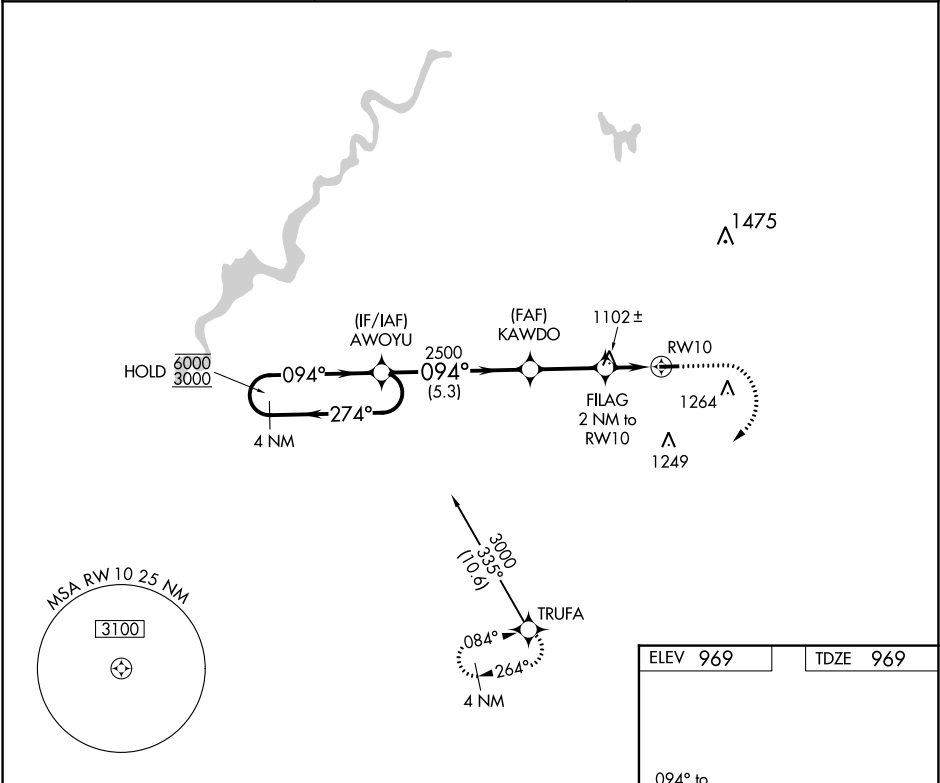 1475
1102 ±
(IF/IAF)
AWOYU
(FAF)
KAWDO
RW10
HOLD 6000
3000
094°
2500
094°
(5.3)
274°
4 NM
FILAG
2 NM to
RW10
1264
1249
3000
335°
(10.6)
TRUFA
084°
264°
4 NM
MSA RW 10 25 NM
3100
ELEV 969
TDZE 969
094° to